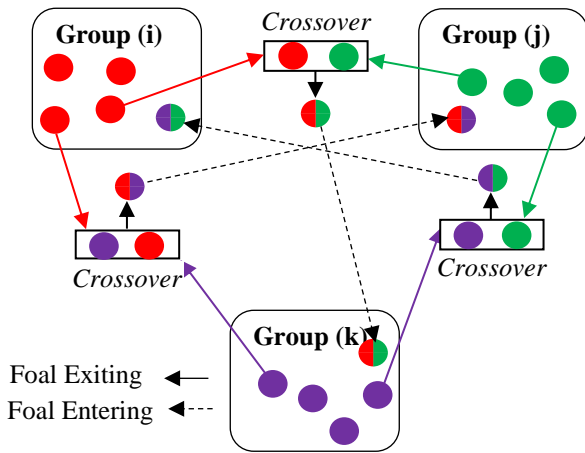 Crossover
Group (i)
Group (j)
Crossover
Crossover
Group (k)
Foal Exiting
Foal Entering